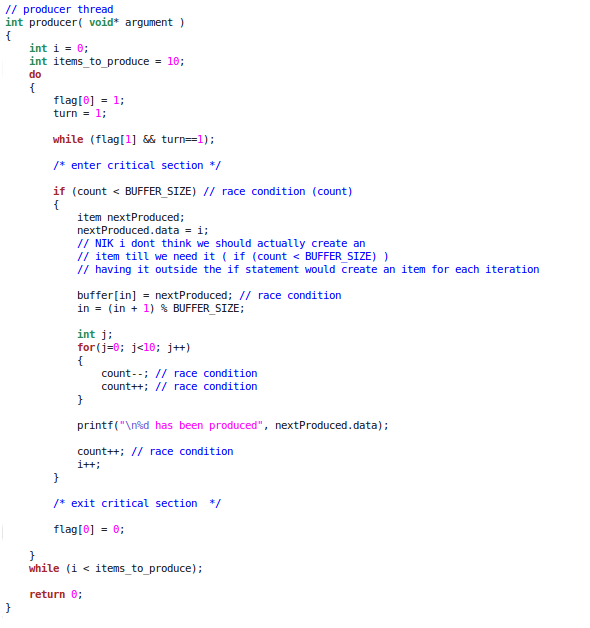 // producer thread
int producer( void* argument )
{
    int i = 0;
    int items_to_produce = 10;
    do
    {
        flag[0] = 1;
        turn = 1;

        while (flag[1] && turn==1);

        /* enter critical section */

        if (count < BUFFER_SIZE) // race condition (count)
        {
            item nextProduced;
            nextProduced.data = i;
            // NIK i dont think we should actually create an
            // item till we need it ( if (count < BUFFER_SIZE) )
            // having it outside the if statement would create an item for each iteration

            buffer[in] = nextProduced; // race condition
            in = (in + 1) % BUFFER_SIZE;

            int j;
            for(j=0; j<10; j++)
            {
                count--; // race condition
                count++; // race condition
            }

            printf("\n%d has been produced", nextProduced.data);

            count++; // race condition
            i++;
        }

        /* exit critical section  */

        flag[0] = 0;

    }
    while (i < items_to_produce);

    return 0;
}